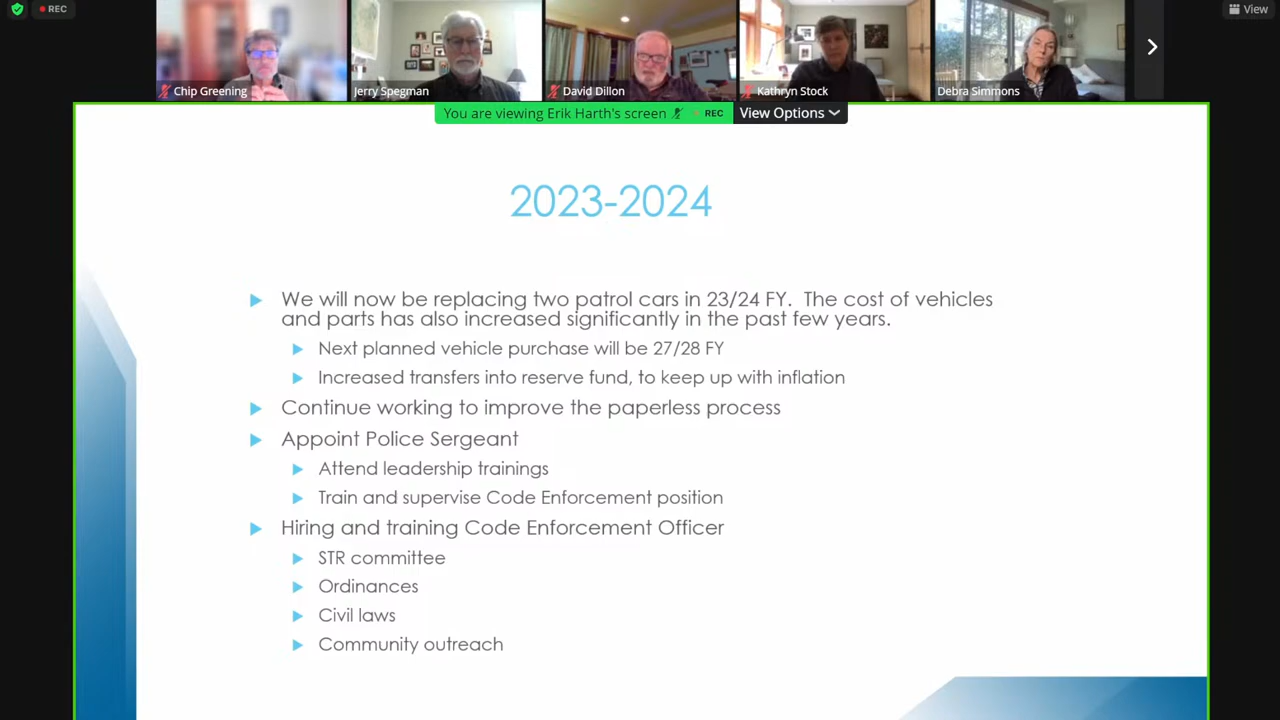 REC
View
Chip Greening
Jerry Spegman
David Dillon
Kathryn Stock
Debra Simmons
You are viewing Erik Harth's screen REC View Options
2023-2024
We will now be replacing two patrol cars in 23/24 FY. The cost of vehicles
and parts has also increased significantly in the past few years.
Next planned vehicle purchase will be 27/28 FY
Increased transfers into reserve fund, to keep up with inflation
Continue working to improve the paperless process
Appoint Police Sergeant
Attend leadership trainings
Train and supervise Code Enforcement position
Hiring and training Code Enforcement Officer
STR committee
Ordinances
Civil laws
Community outreach